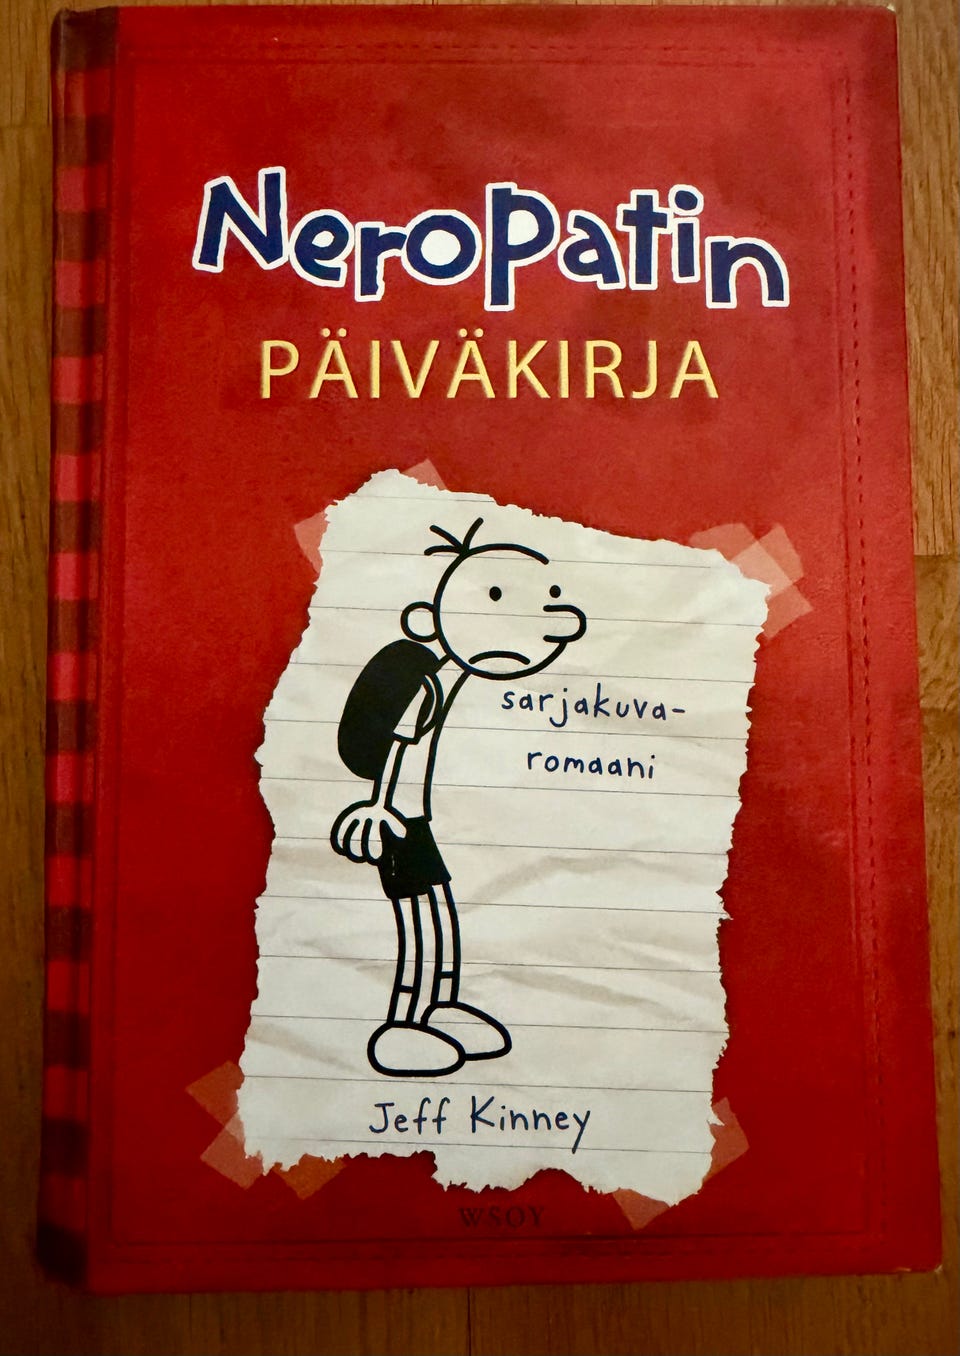 Neropatin
PÄIVÄKIRJA
sarjakuva-
romaani
Jeff Kinney
WSOY